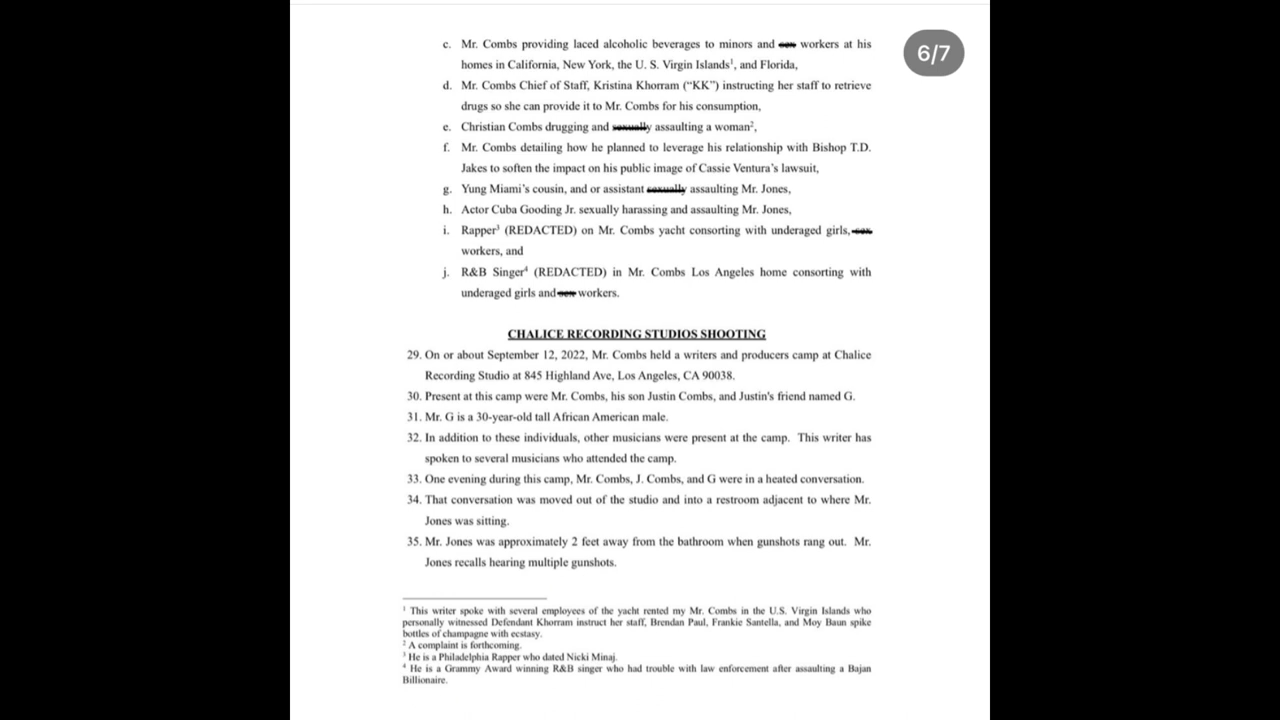 6/7
c. Mr. Combs providing laced alcoholic beverages to minors and sex workers at his
homes in California, New York, the U. S. Virgin Islands¹, and Florida,
d. Mr. Combs Chief of Staff, Kristina Khorram (“KK”) instructing her staff to retrieve
drugs so she can provide it to Mr. Combs for his consumption,
e. Christian Combs drugging and sexually assaulting a woman²,
f. Mr. Combs detailing how he planned to leverage his relationship with Bishop T.D.
Jakes to soften the impact on his public image of Cassie Ventura’s lawsuit,
g. Yung Miami’s cousin, and or assistant sexually assaulting Mr. Jones,
h. Actor Cuba Gooding Jr. sexually harassing and assaulting Mr. Jones,
i. Rapper³ (REDACTED) on Mr. Combs yacht consorting with underaged girls, sex
workers, and
j. R&B Singer⁴ (REDACTED) in Mr. Combs Los Angeles home consorting with
underaged girls and sex workers.
CHALICE RECORDING STUDIOS SHOOTING
29. On or about September 12, 2022, Mr. Combs held a writers and producers camp at Chalice
Recording Studio at 845 Highland Ave, Los Angeles, CA 90038.
30. Present at this camp were Mr. Combs, his son Justin Combs, and Justin's friend named G.
31. Mr. G is a 30-year-old tall African American male.
32. In addition to these individuals, other musicians were present at the camp. This writer has
spoken to several musicians who attended the camp.
33. One evening during this camp, Mr. Combs, J. Combs, and G were in a heated conversation.
34. That conversation was moved out of the studio and into a restroom adjacent to where Mr.
Jones was sitting.
35. Mr. Jones was approximately 2 feet away from the bathroom when gunshots rang out. Mr.
Jones recalls hearing multiple gunshots.
¹ This writer spoke with several employees of the yacht rented my Mr. Combs in the U.S. Virgin Islands who
personally witnessed Defendant Khorram instruct her staff, Brendan Paul, Frankie Santella, and Moy Baun spike
bottles of champagne with ecstasy.
² A complaint is forthcoming.
³ He is a Philadelphia Rapper who dated Nicki Minaj.
⁴ He is a Grammy Award winning R&B singer who had trouble with law enforcement after assaulting a Bajan
Billionaire.